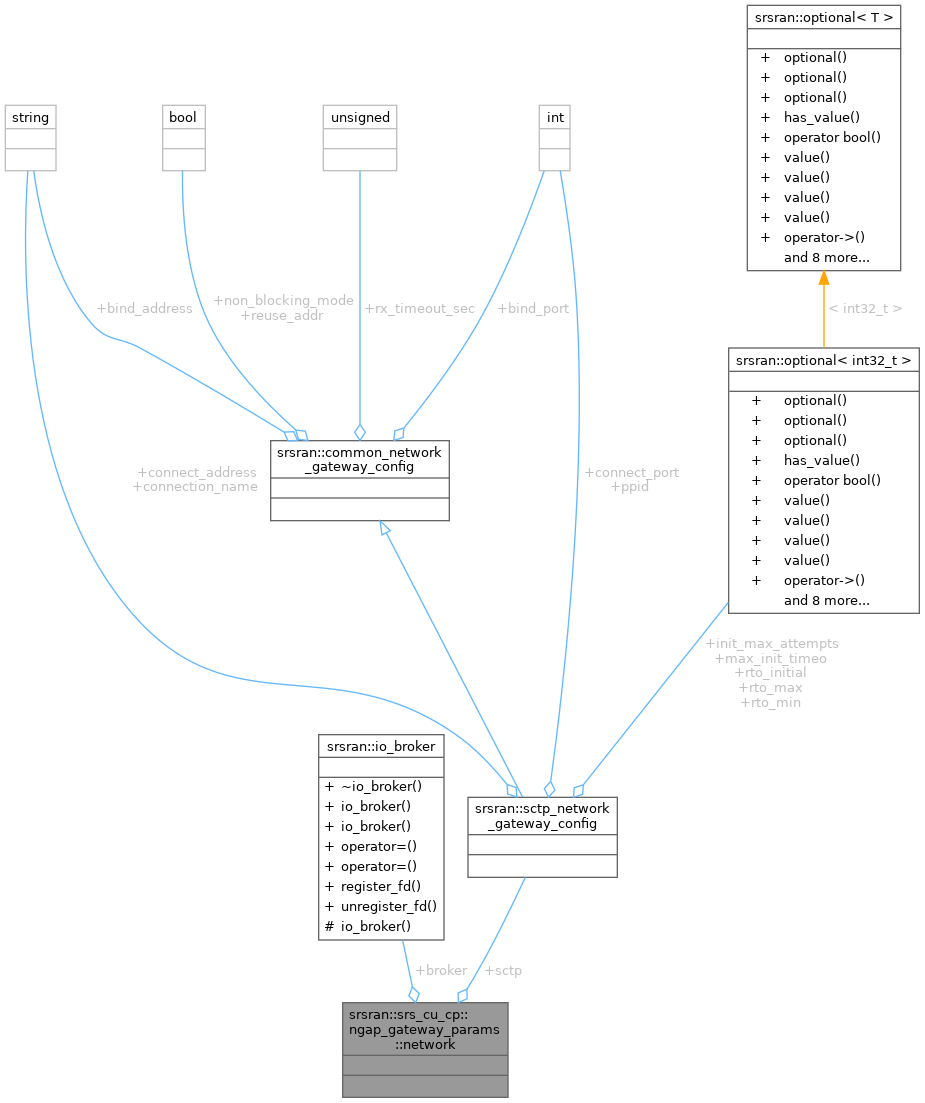 srsran::optional< T >
+ optional()
+ optional()
+ optional()
+ has_value()
+ operator bool()
+ value()
+ value()
+ value()
+ value()
+ operator->()
and 8 more...
string
bool
unsigned
int
+bind_address
+non_blocking_mode
+reuse_addr
+rx_timeout_sec
+bind_port
< int32_t >
srsran::optional< int32_t >
+ optional()
+ optional()
+ optional()
+ has_value()
+ operator bool()
+ value()
+ value()
+ value()
+ value()
+ operator->()
and 8 more...
srsran::common_network
_gateway_config
+connect_address
+connection_name
+connect_port
+ppid
+init_max_attempts
+max_init_timeo
+rto_initial
+rto_max
+rto_min
srsran::io_broker
+ ~io_broker()
+ io_broker()
+ io_broker()
+ operator=()
+ operator=()
+ register_fd()
+ unregister_fd()
# io_broker()
srsran::sctp_network
_gateway_config
+broker
+sctp
srsran::srs_cu_cp::
ngap_gateway_params
::network